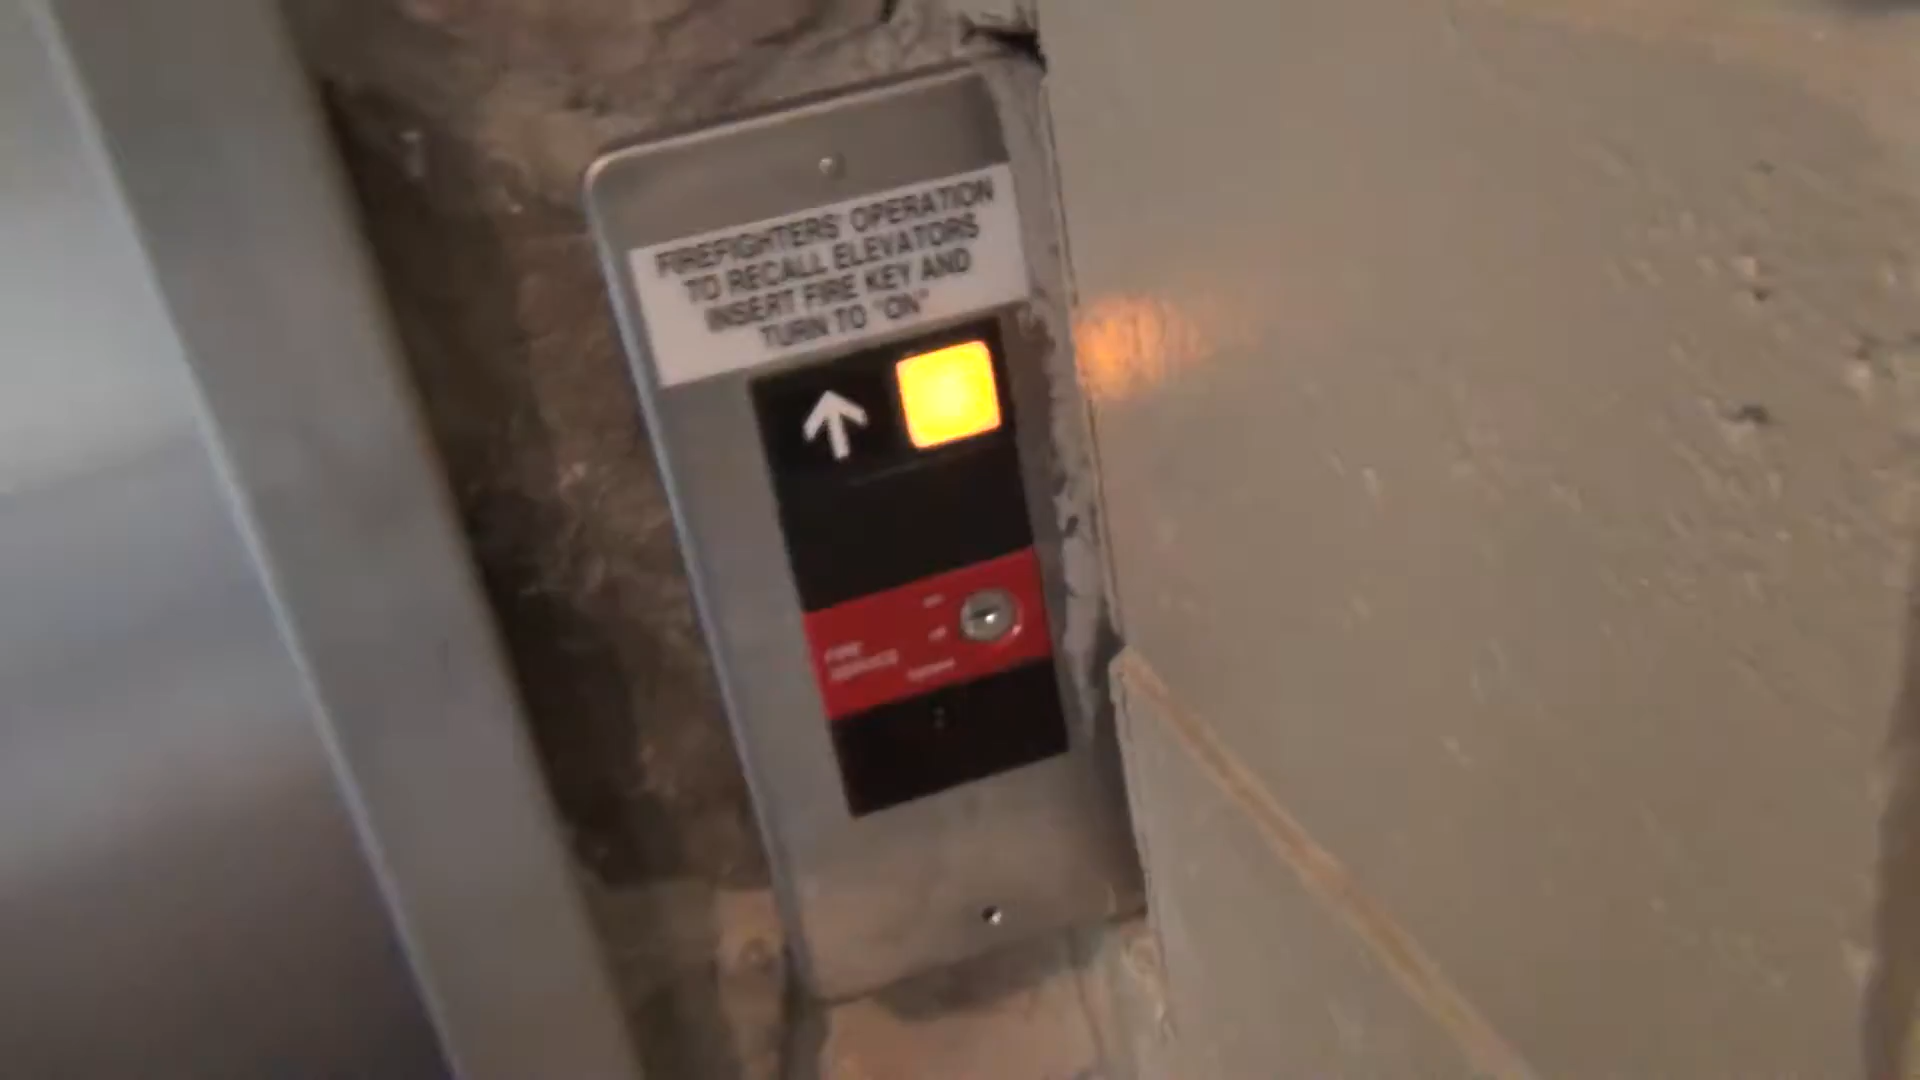 FIREFIGHTERS' OPERATION
TO RECALL ELEVATORS
INSERT FIRE KEY AND
TURN TO "ON"
FIRE
SERVICE